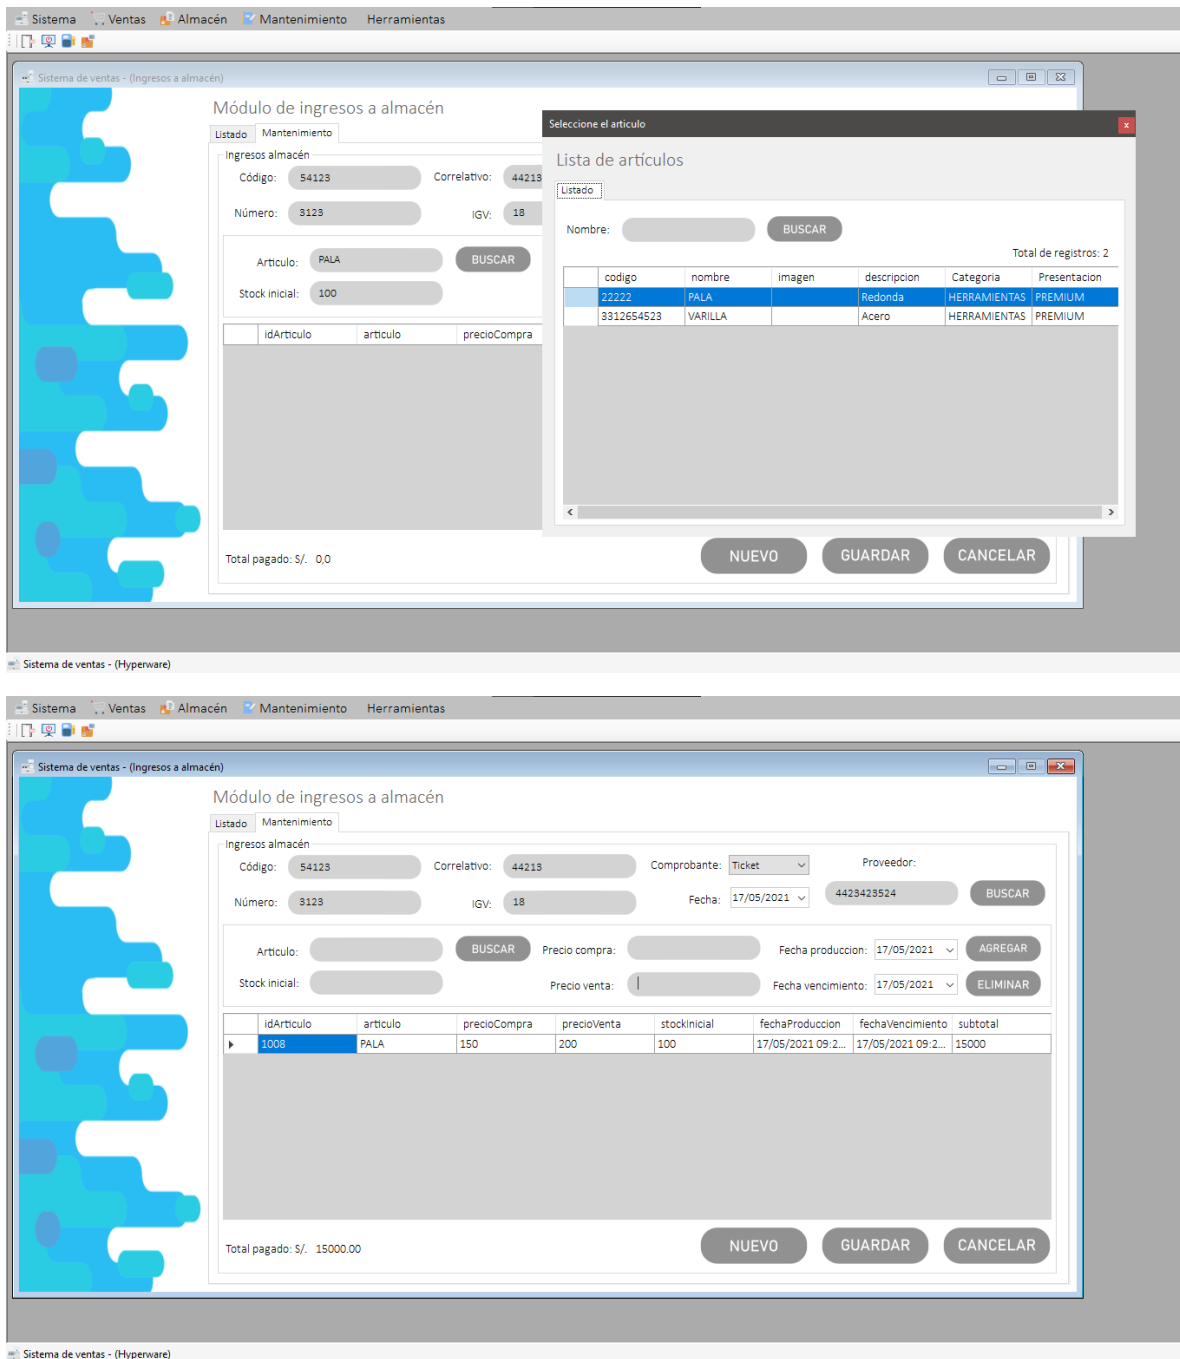 Sistema Ventas Almacén Mantenimiento Herramientas
Sistema de ventas - (Ingresos a almacén)
Módulo de ingresos a almacén
Listado Mantenimiento
Ingresos almacén
Código: 54123 Correlativo: 44213
Número: 3123 IGV: 18
Articulo: PALA BUSCAR
Stock inicial: 100
idArticulo articulo precioCompra
Total pagado: S/. 0,0
NUEVO GUARDAR CANCELAR
Seleccione el articulo
x
Lista de artículos
Listado
Nombre: BUSCAR
Total de registros: 2
codigo nombre imagen descripcion Categoria Presentacion
22222 PALA Redonda HERRAMIENTAS PREMIUM
3312654523 VARILLA Acero HERRAMIENTAS PREMIUM
Sistema de ventas - (Hyperware)
Sistema Ventas Almacén Mantenimiento Herramientas
Sistema de ventas - (Ingresos a almacén)
Módulo de ingresos a almacén
Listado Mantenimiento
Ingresos almacén
Código: 54123 Correlativo: 44213 Comprobante: Ticket Proveedor:
Número: 3123 IGV: 18 Fecha: 17/05/2021 4423423524 BUSCAR
Articulo: BUSCAR Precio compra: Fecha produccion: 17/05/2021 AGREGAR
Stock inicial: Precio venta: Fecha vencimiento: 17/05/2021 ELIMINAR
idArticulo articulo precioCompra precioVenta stockInicial fechaProduccion fechaVencimiento subtotal
1008 PALA 150 200 100 17/05/2021 09:2... 17/05/2021 09:2... 15000
Total pagado: S/. 15000.00
NUEVO GUARDAR CANCELAR
Sistema de ventas - (Hyperware)